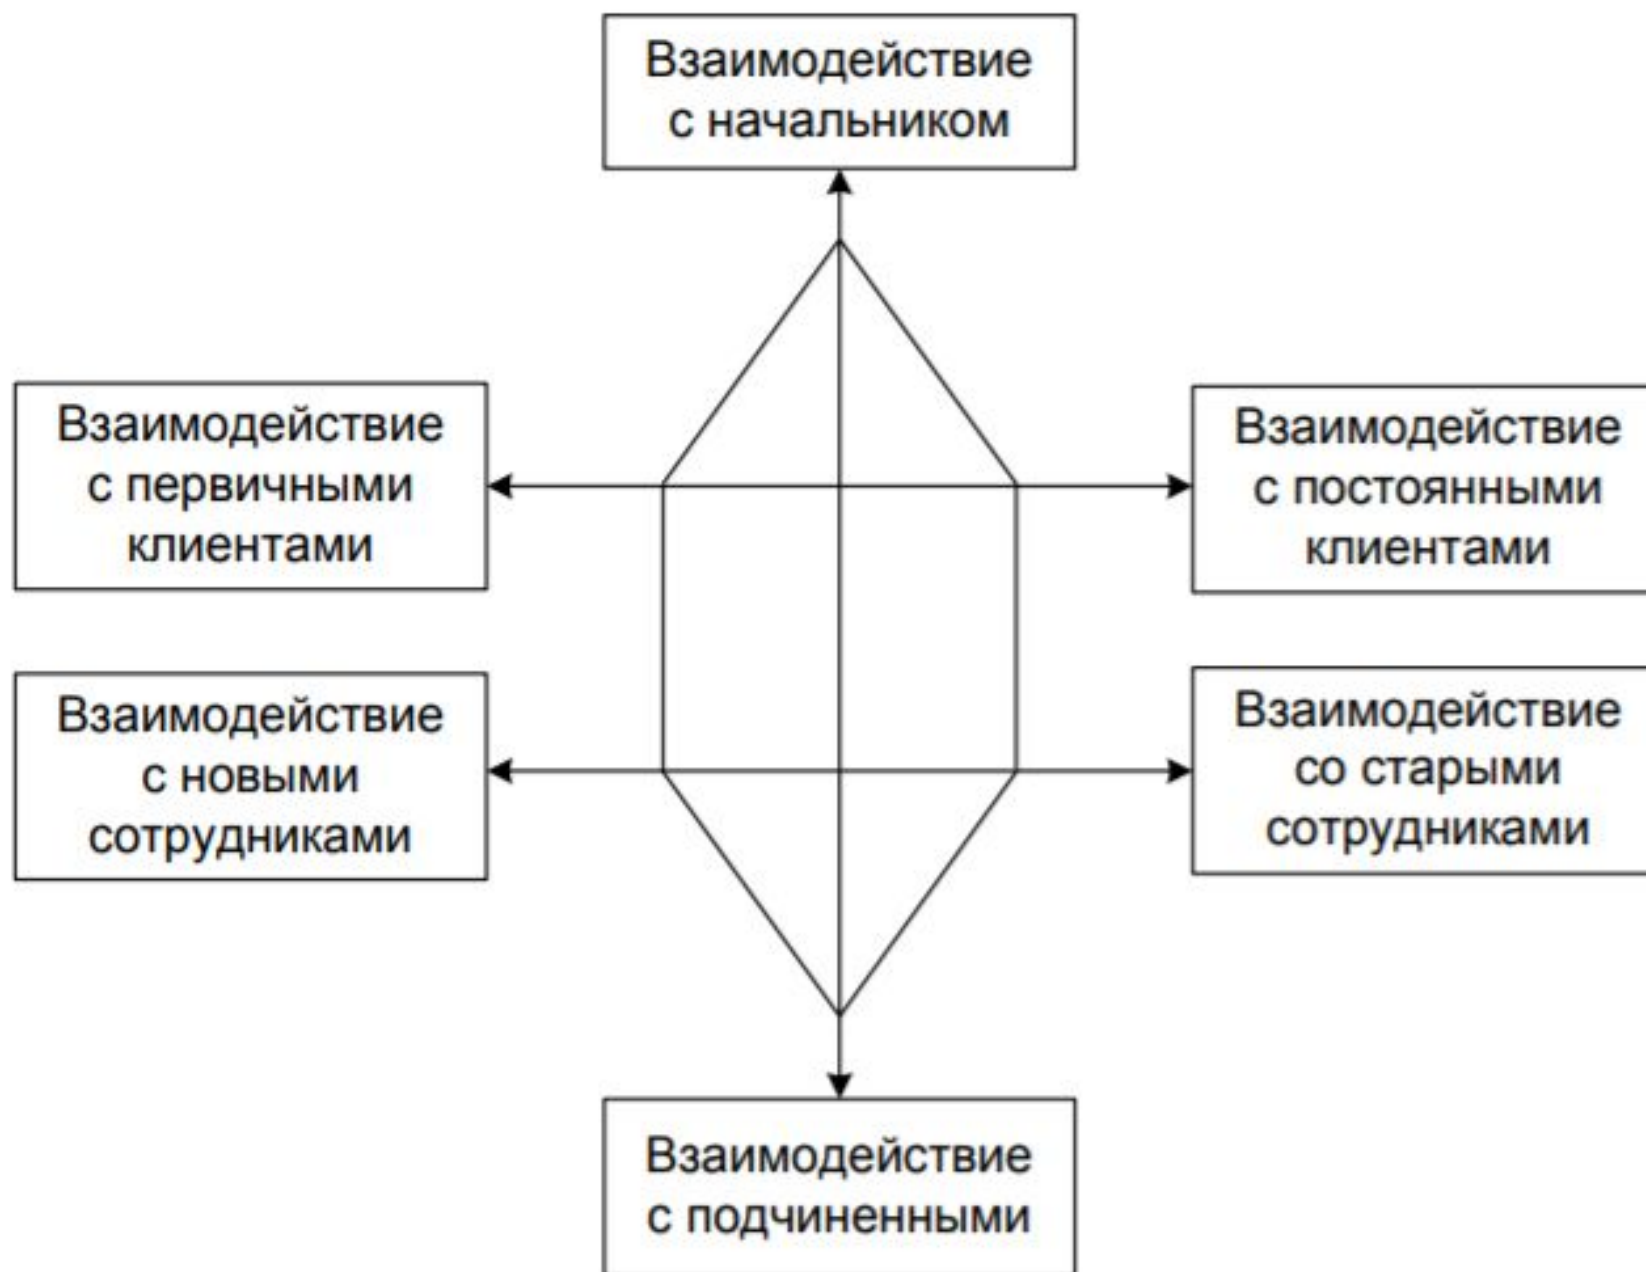 Взаимодействие
с начальником
Взаимодействие
с первичными
клиентами
Взаимодействие
с постоянными
клиентами
Взаимодействие
с новыми
сотрудниками
Взаимодействие
со старыми
сотрудниками
Взаимодействие
с подчиненными